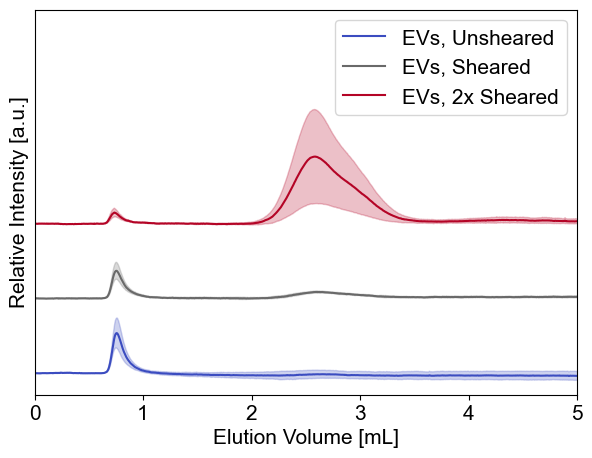 EVs, Unsheared
EVs, Sheared
EVs, 2x Sheared
Relative Intensity [a.u.]
0 1 2 3 4 5
Elution Volume [mL]